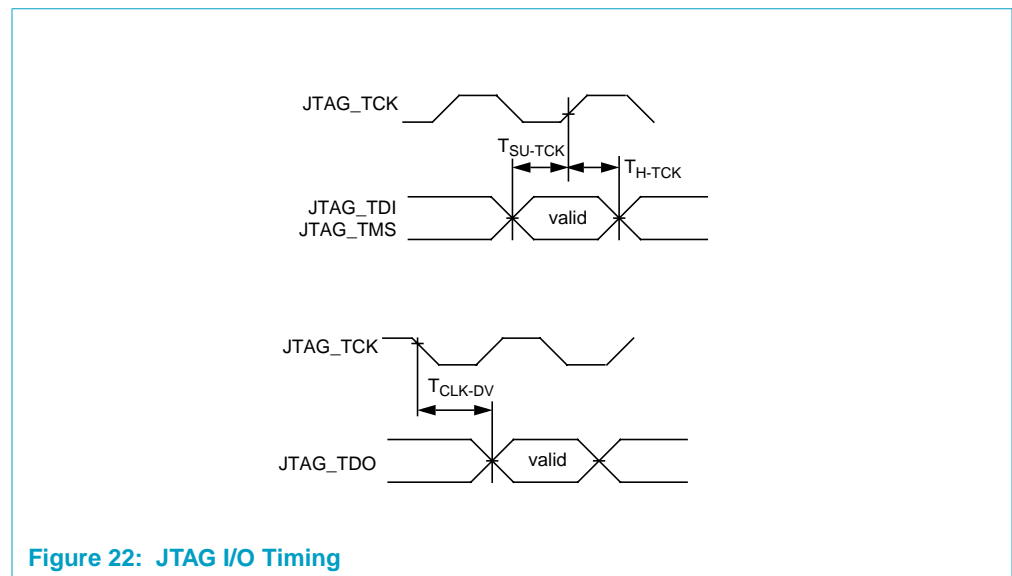 JTAG_TCK
TSU-TCK
TH-TCK
JTAG_TDI
valid
JTAG_TMS
JTAG_TCK
TCLK-DV
JTAG_TDO
valid
Figure 22: JTAG I/O Timing